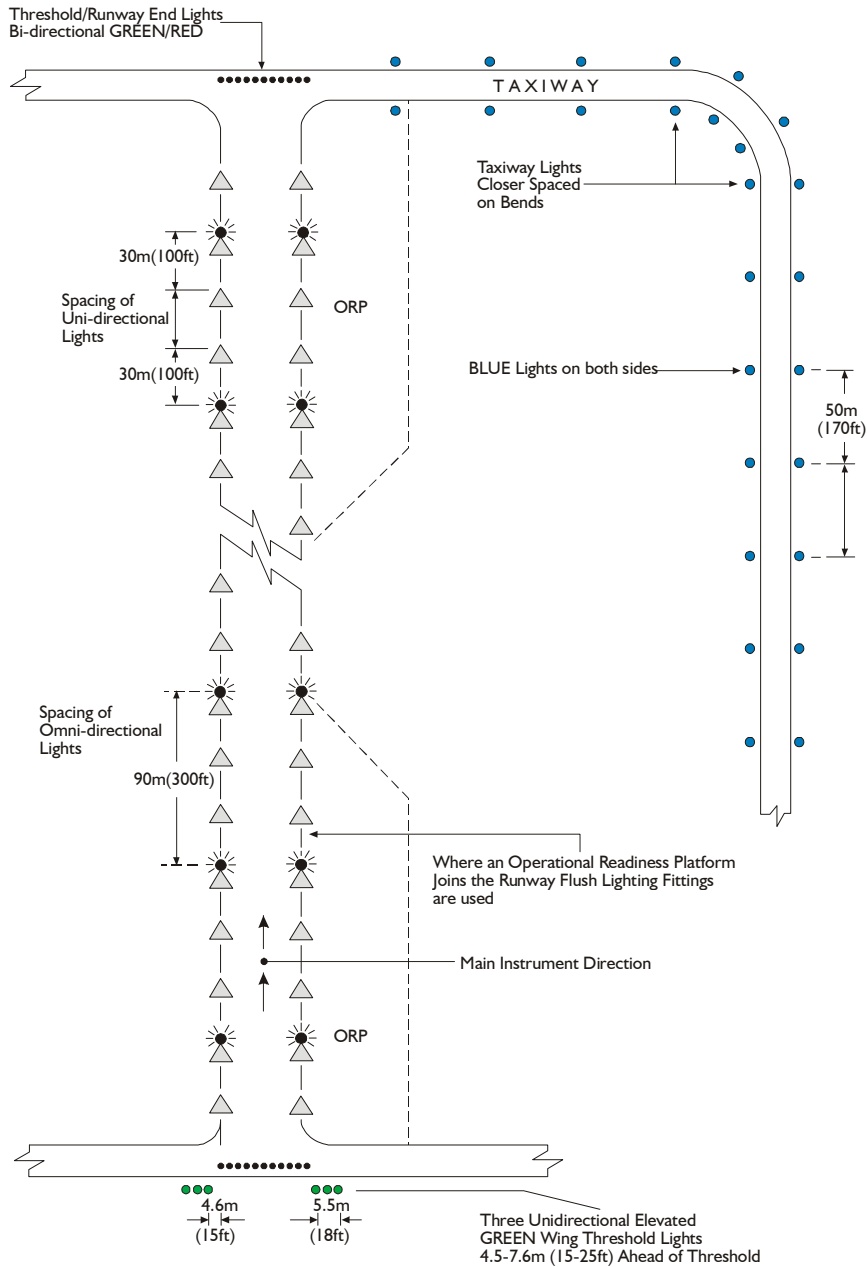 Threshold/Runway End Lights
Bi-directional GREEN/RED
TAXIWAY
Taxiway Lights
Closer Spaced
on Bends
30m(100ft)
Spacing of
Uni-directional
Lights
ORP
30m(100ft)
BLUE Lights on both sides
50m
(170ft)
Spacing of
Omni-directional
Lights
90m(300ft)
Where an Operational Readiness Platform
Joins the Runway Flush Lighting Fittings
are used
Main Instrument Direction
ORP
4.6m
(15ft)
5.5m
(18ft)
Three Unidirectional Elevated
GREEN Wing Threshold Lights
4.5-7.6m (15-25ft) Ahead of Threshold